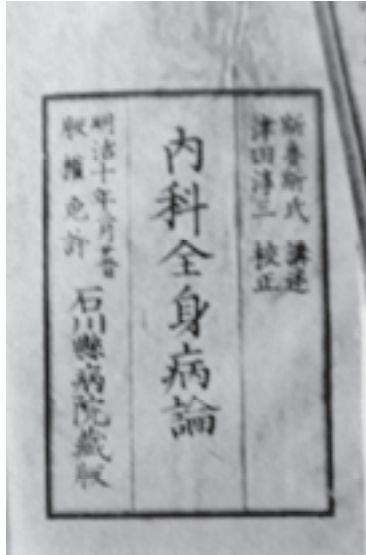 斯魯斯氏 講述
津田淳三 校正
內科全身病論
明治十年
版權免許
石川縣病院藏版